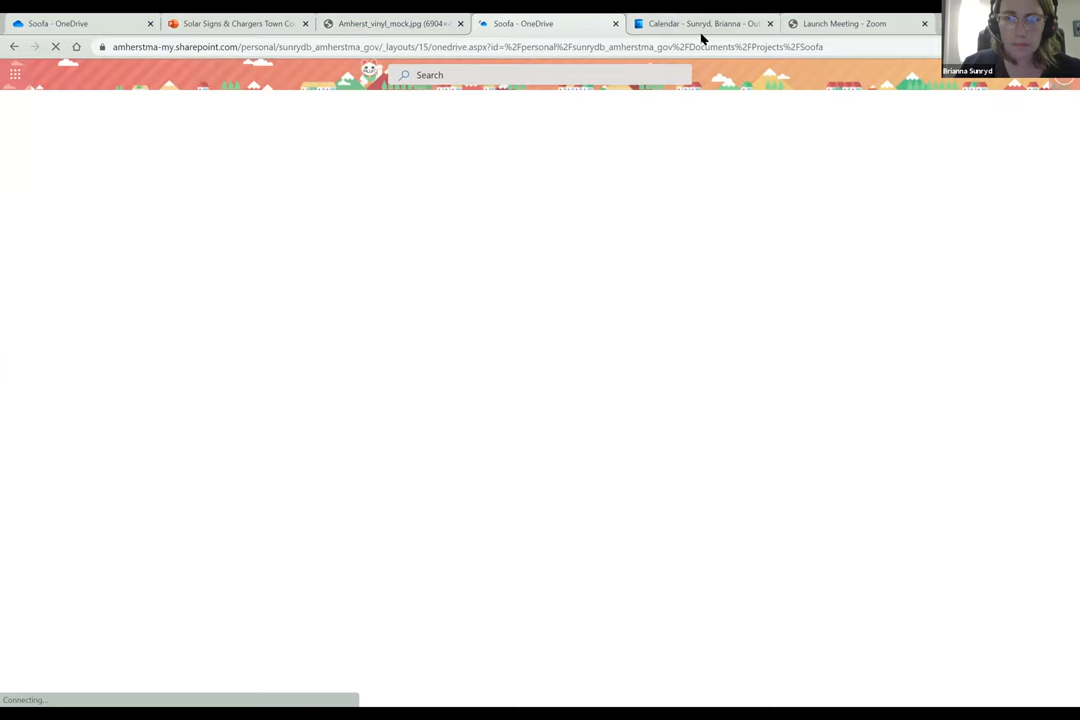 Soofa - OneDrive
Solar Signs & Chargers Town Co
Amherst_vinyl_mock.jpg (6904×
Soofa - OneDrive
Calendar - Sunryd, Brianna - Ou
Launch Meeting - Zoom
amherstma-my.sharepoint.com/personal/sunrydb_amherstma_gov/_layouts/15/onedrive.aspx?id=%2Fpersonal%2Fsunrydb_amherstma_gov%2FDocuments%2FProjects%2FSoofa
Brianna Sunryd
Search
Connecting...